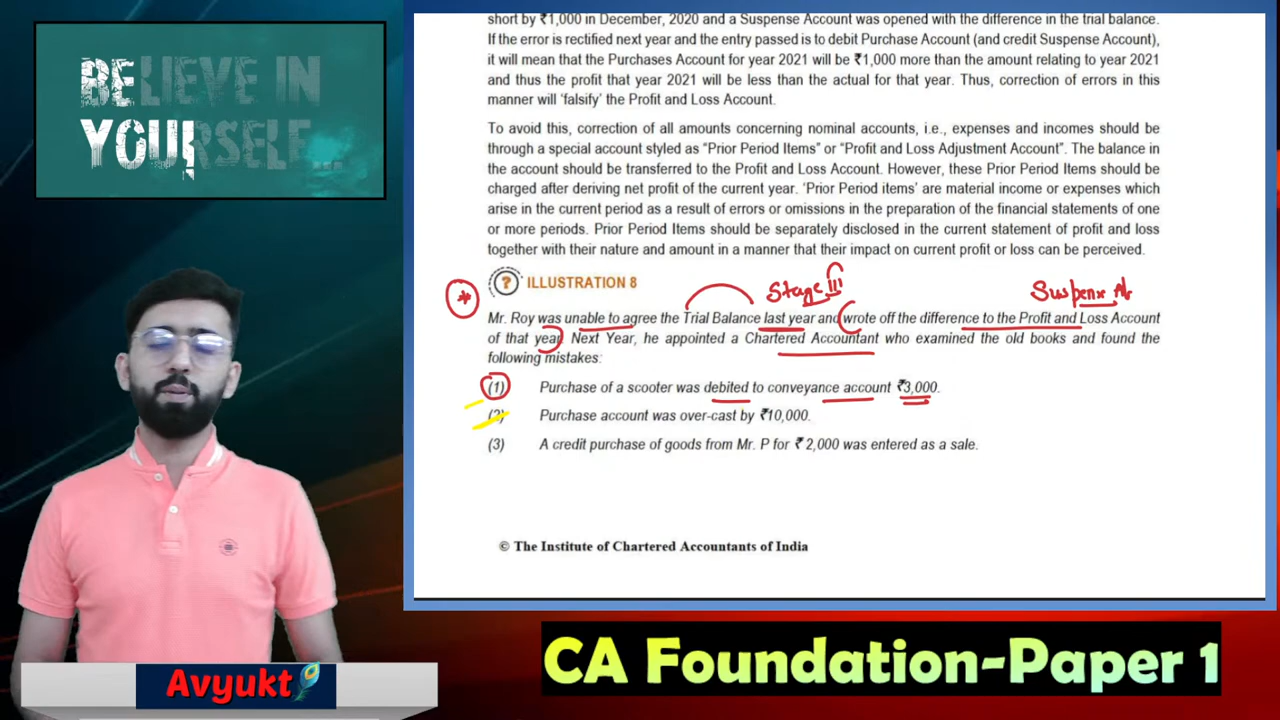 BELIEVE IN
YOURSELF...
short by ₹1,000 in December, 2020 and a Suspense Account was opened with the difference in the trial balance.
If the error is rectified next year and the entry passed is to debit Purchase Account (and credit Suspense Account),
it will mean that the Purchases Account for year 2021 will be ₹1,000 more than the amount relating to year 2021
and thus the profit that year 2021 will be less than the actual for that year. Thus, correction of errors in this
manner will ‘falsify’ the Profit and Loss Account.
To avoid this, correction of all amounts concerning nominal accounts, i.e., expenses and incomes should be
through a special account styled as “Prior Period Items” or “Profit and Loss Adjustment Account”. The balance in
the account should be transferred to the Profit and Loss Account. However, these Prior Period Items should be
charged after deriving net profit of the current year. ‘Prior Period items’ are material income or expenses which
arise in the current period as a result of errors or omissions in the preparation of the financial statements of one
or more periods. Prior Period Items should be separately disclosed in the current statement of profit and loss
together with their nature and amount in a manner that their impact on current profit or loss can be perceived.
? ILLUSTRATION 8
* Stage III Suspense A/c
Mr. Roy was unable to agree the Trial Balance last year and wrote off the difference to the Profit and Loss Account
of that year. Next Year, he appointed a Chartered Accountant who examined the old books and found the
following mistakes:
(1) Purchase of a scooter was debited to conveyance account ₹3,000.
(2) Purchase account was over-cast by ₹10,000.
(3) A credit purchase of goods from Mr. P for ₹ 2,000 was entered as a sale.
© The Institute of Chartered Accountants of India
Avyukt
CA Foundation-Paper 1